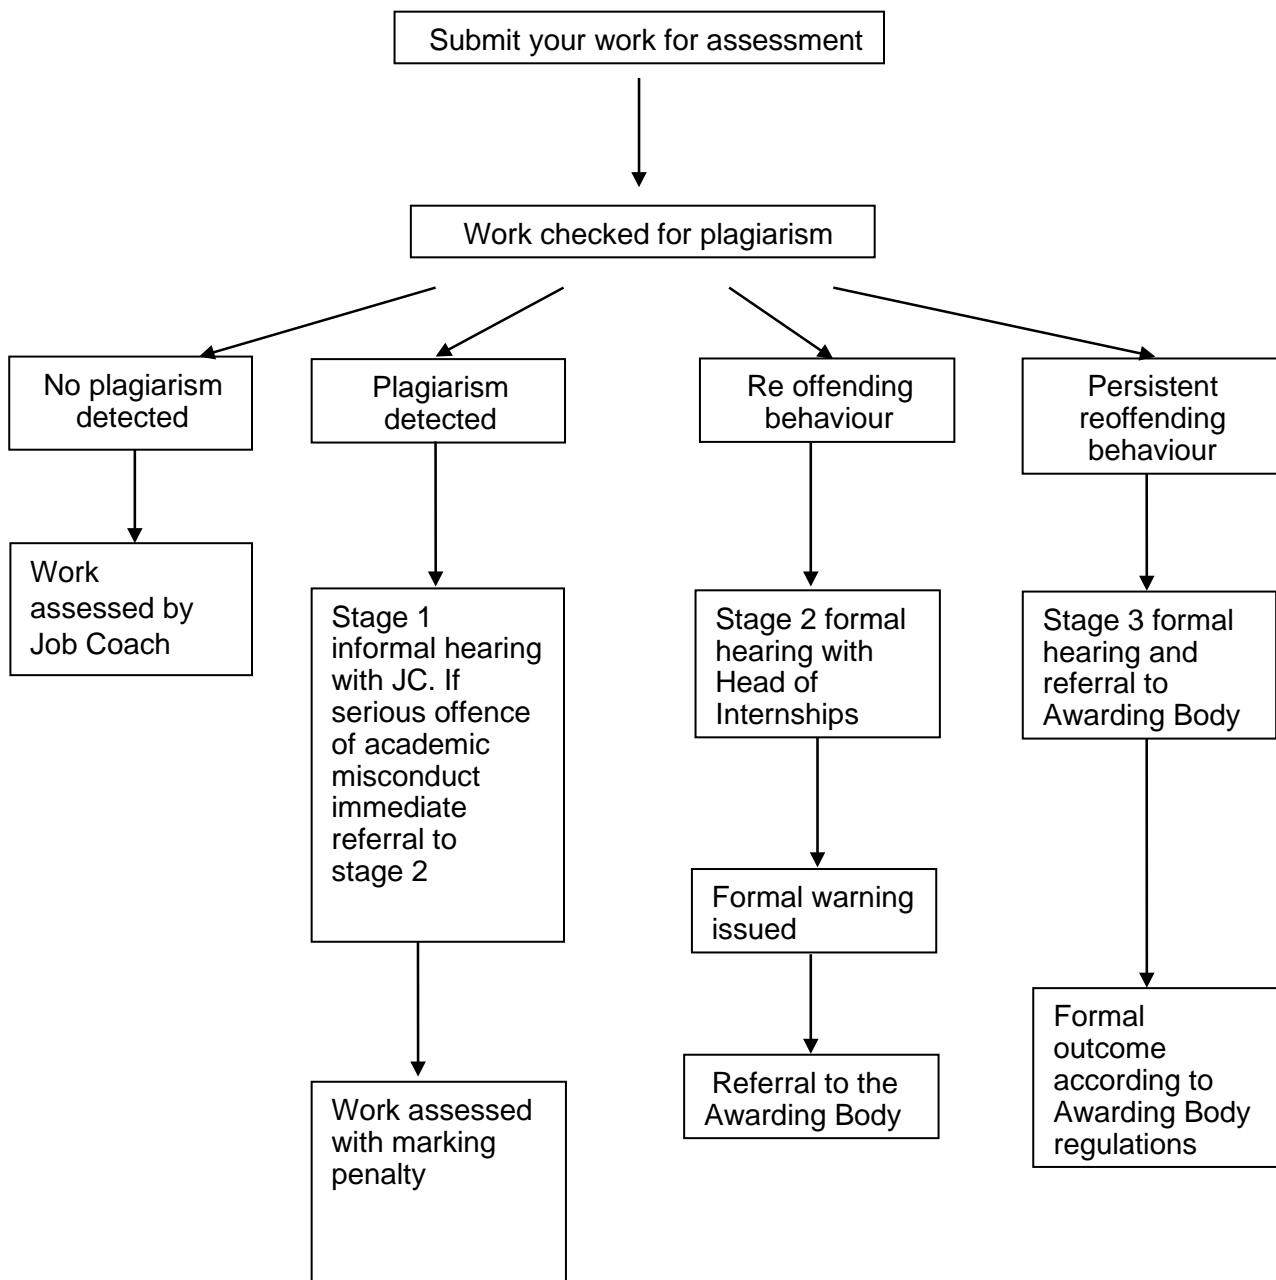 Submit your work for assessment
Work checked for plagiarism
No plagiarism
detected
Plagiarism
detected
Re offending
behaviour
Persistent
reoffending
behaviour
Work
assessed by
Job Coach
Stage 1
informal hearing
with JC. If
serious offence
of academic
misconduct
immediate
referral to
stage 2
Stage 2 formal
hearing with
Head of
Internships
Stage 3 formal
hearing and
referral to
Awarding Body
Formal warning
issued
Formal
outcome
according to
Awarding Body
regulations
Referral to the
Awarding Body
Work assessed
with marking
penalty